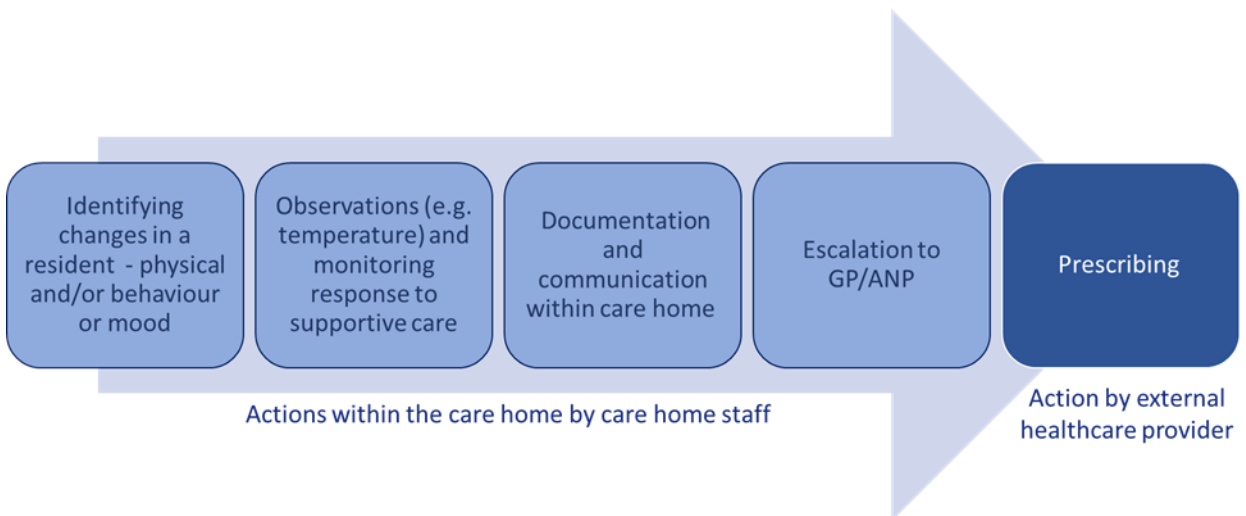 Identifying
changes in a
resident - physical
and/or behaviour
or mood
Observations (e.g.
temperature) and
monitoring
response to
supportive care
Documentation
and
communication
within care home
Escalation to
GP/ANP
Prescribing
Actions within the care home by care home staff
Action by external
healthcare provider